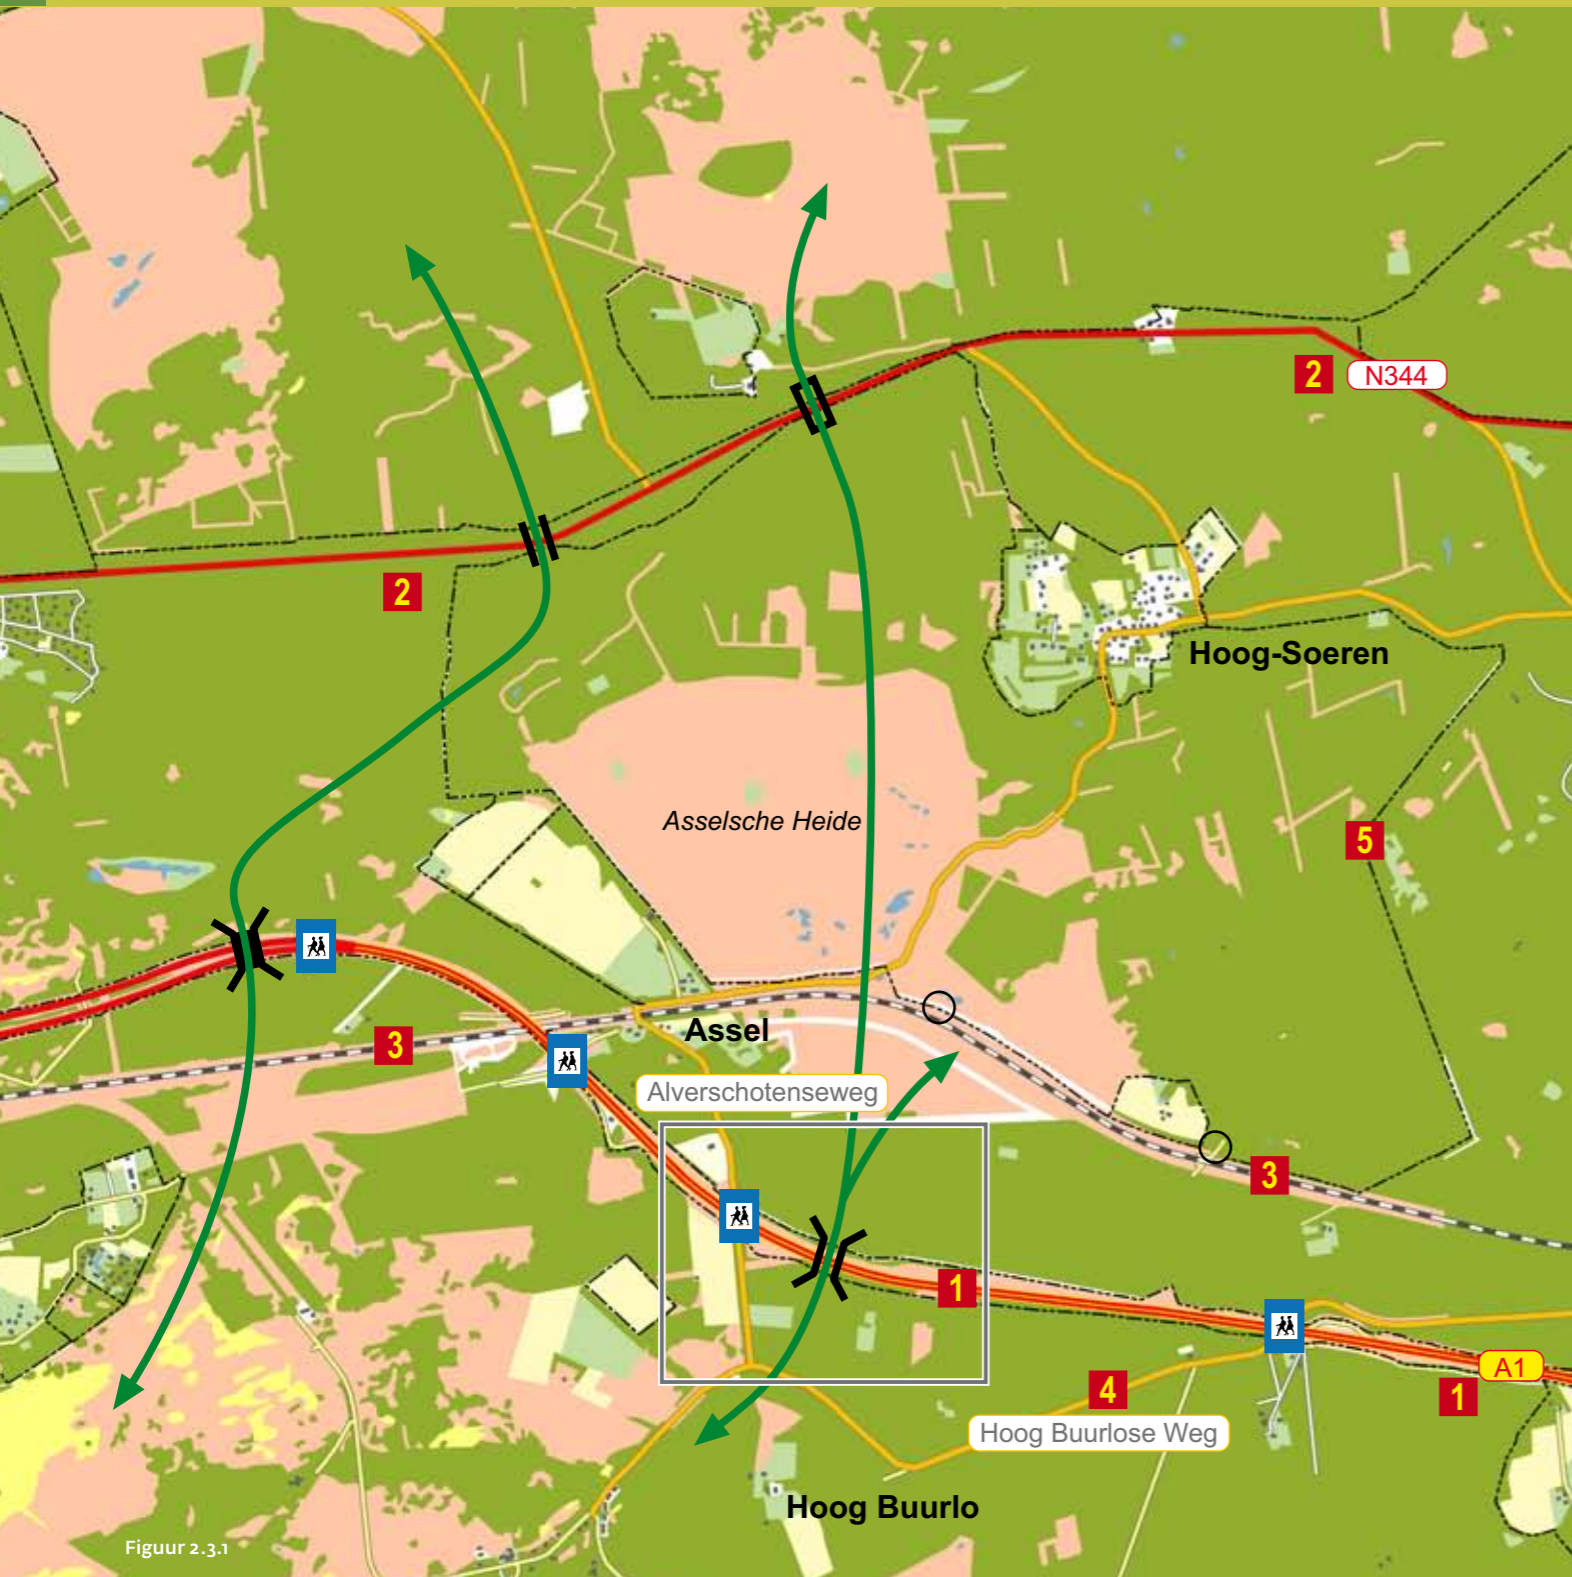 2
N344
2
Hoog-Soeren
Asselsche Heide
5
Assel
3
Alverschotenseweg
3
1
A1
4
1
Hoog Buurlose Weg
Hoog Buurlo
Figuur 2.3.1